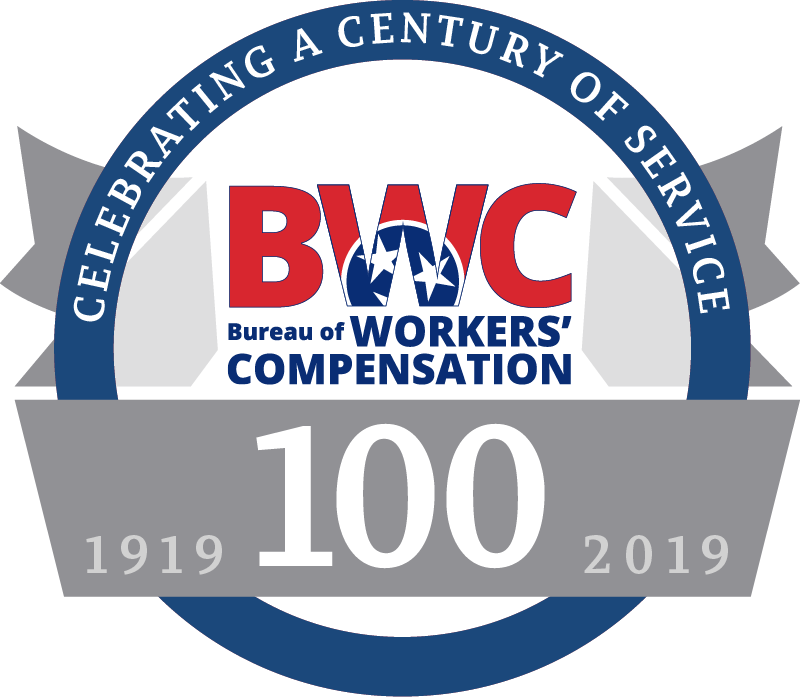 CELEBRATING A CENTURY OF SERVICE
BWC
Bureau of WORKERS’
COMPENSATION
100
1919 2019